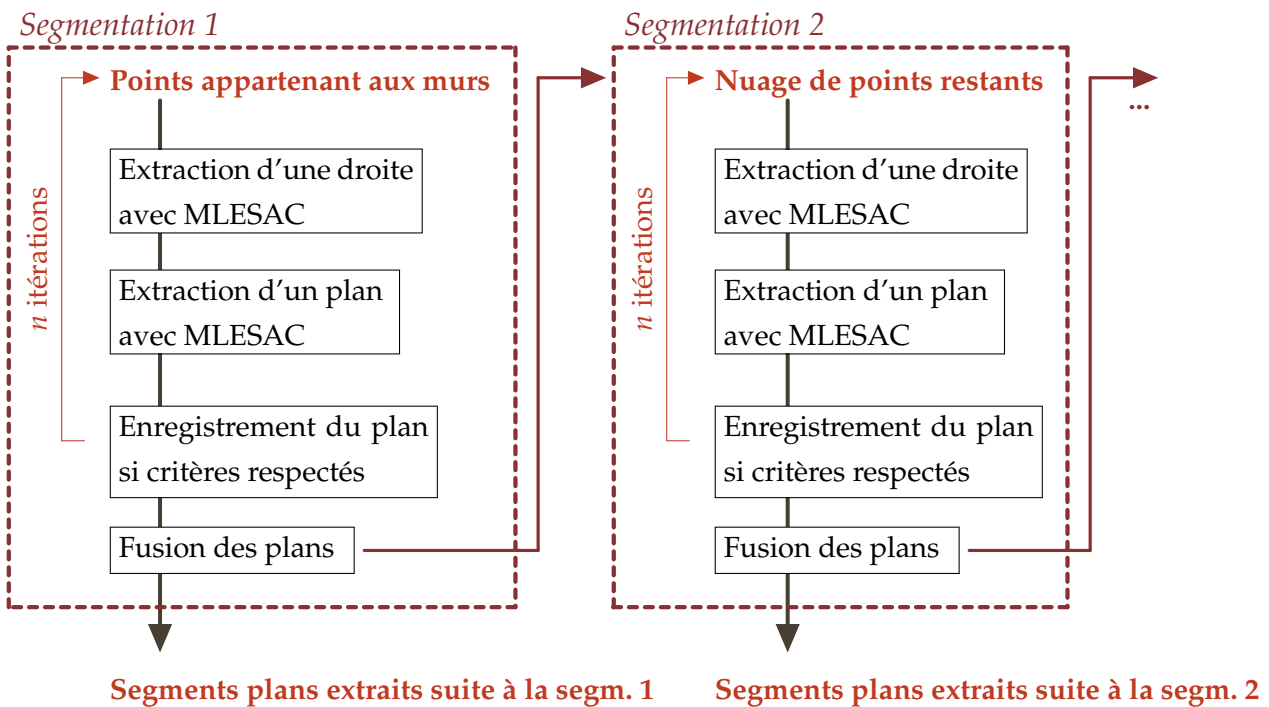 Segmentation 1
Points appartenant aux murs
n itérations
Extraction d'une droite
avec MLESAC
Extraction d'un plan
avec MLESAC
Enregistrement du plan
si critères respectés
Fusion des plans
Segments plans extraits suite à la segm. 1
Segmentation 2
Nuage de points restants
n itérations
Extraction d'une droite
avec MLESAC
Extraction d'un plan
avec MLESAC
Enregistrement du plan
si critères respectés
Fusion des plans
Segments plans extraits suite à la segm. 2
...